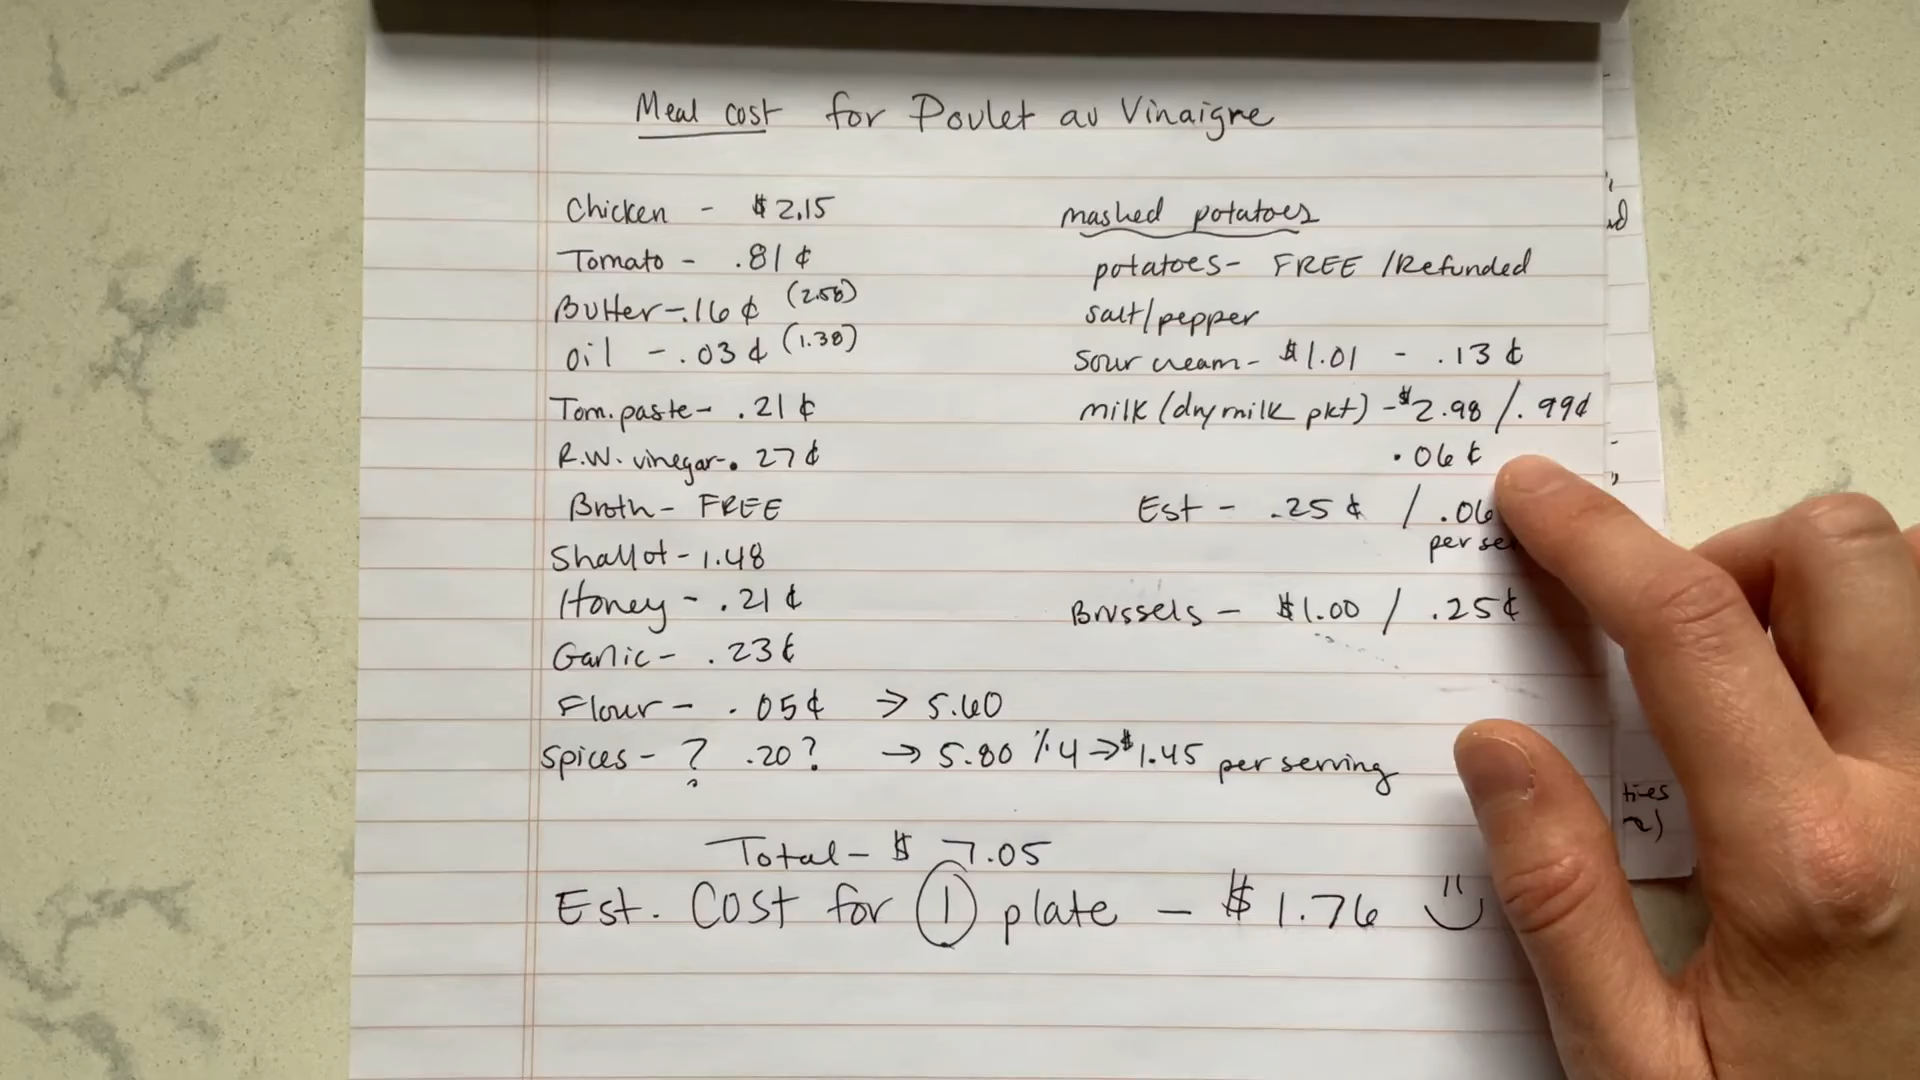 Meal cost for Poulet au Vinaigre
Chicken - $2.15
Tomato - .81¢
Butter - .16¢ (2.58)
oil - .03¢ (1.38)
Tom. paste - .21¢
R.W. vinegar - .27¢
Broth - FREE
Shallot - 1.48
Honey - .21¢
Garlic - .23¢
Flour - .05¢ → 5.60
Spices - ? .20? → 5.80 % 4 → $1.45 per serving
mashed potatoes
potatoes - FREE / Refunded
salt/pepper
sour cream - $1.01 - .13¢
milk (dry milk pkt) - $2.98 / .99¢
.06¢
Est - .25¢ / .06
per se
Brussels - $1.00 / .25¢
Total - $ 7.05
Est. Cost for 1 plate - $1.76